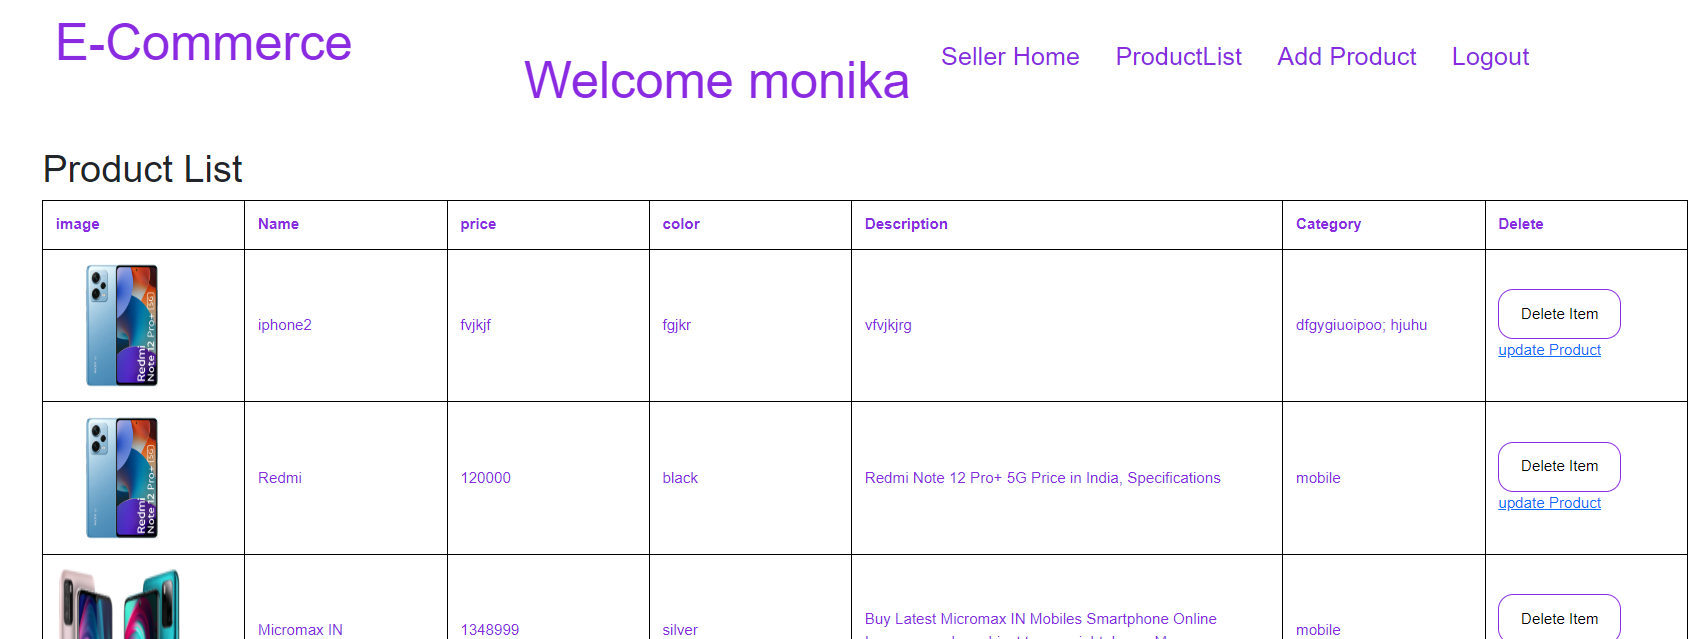 E-Commerce
Welcome monika
Seller Home ProductList Add Product Logout
Product List
image Name price color Description Category Delete
Redmi
Note 12 Pro+ (5G)
iphone2 fvjkjf fgjkr vfvjkjrg dfgygiuoipoo; hjuhu
Delete Item
update Product
Redmi
Note 12 Pro+ (5G)
Redmi 120000 black Redmi Note 12 Pro+ 5G Price in India, Specifications mobile
Delete Item
update Product
Micromax IN 1348999 silver
Buy Latest Micromax IN Mobiles Smartphone Online
mobile
Delete Item